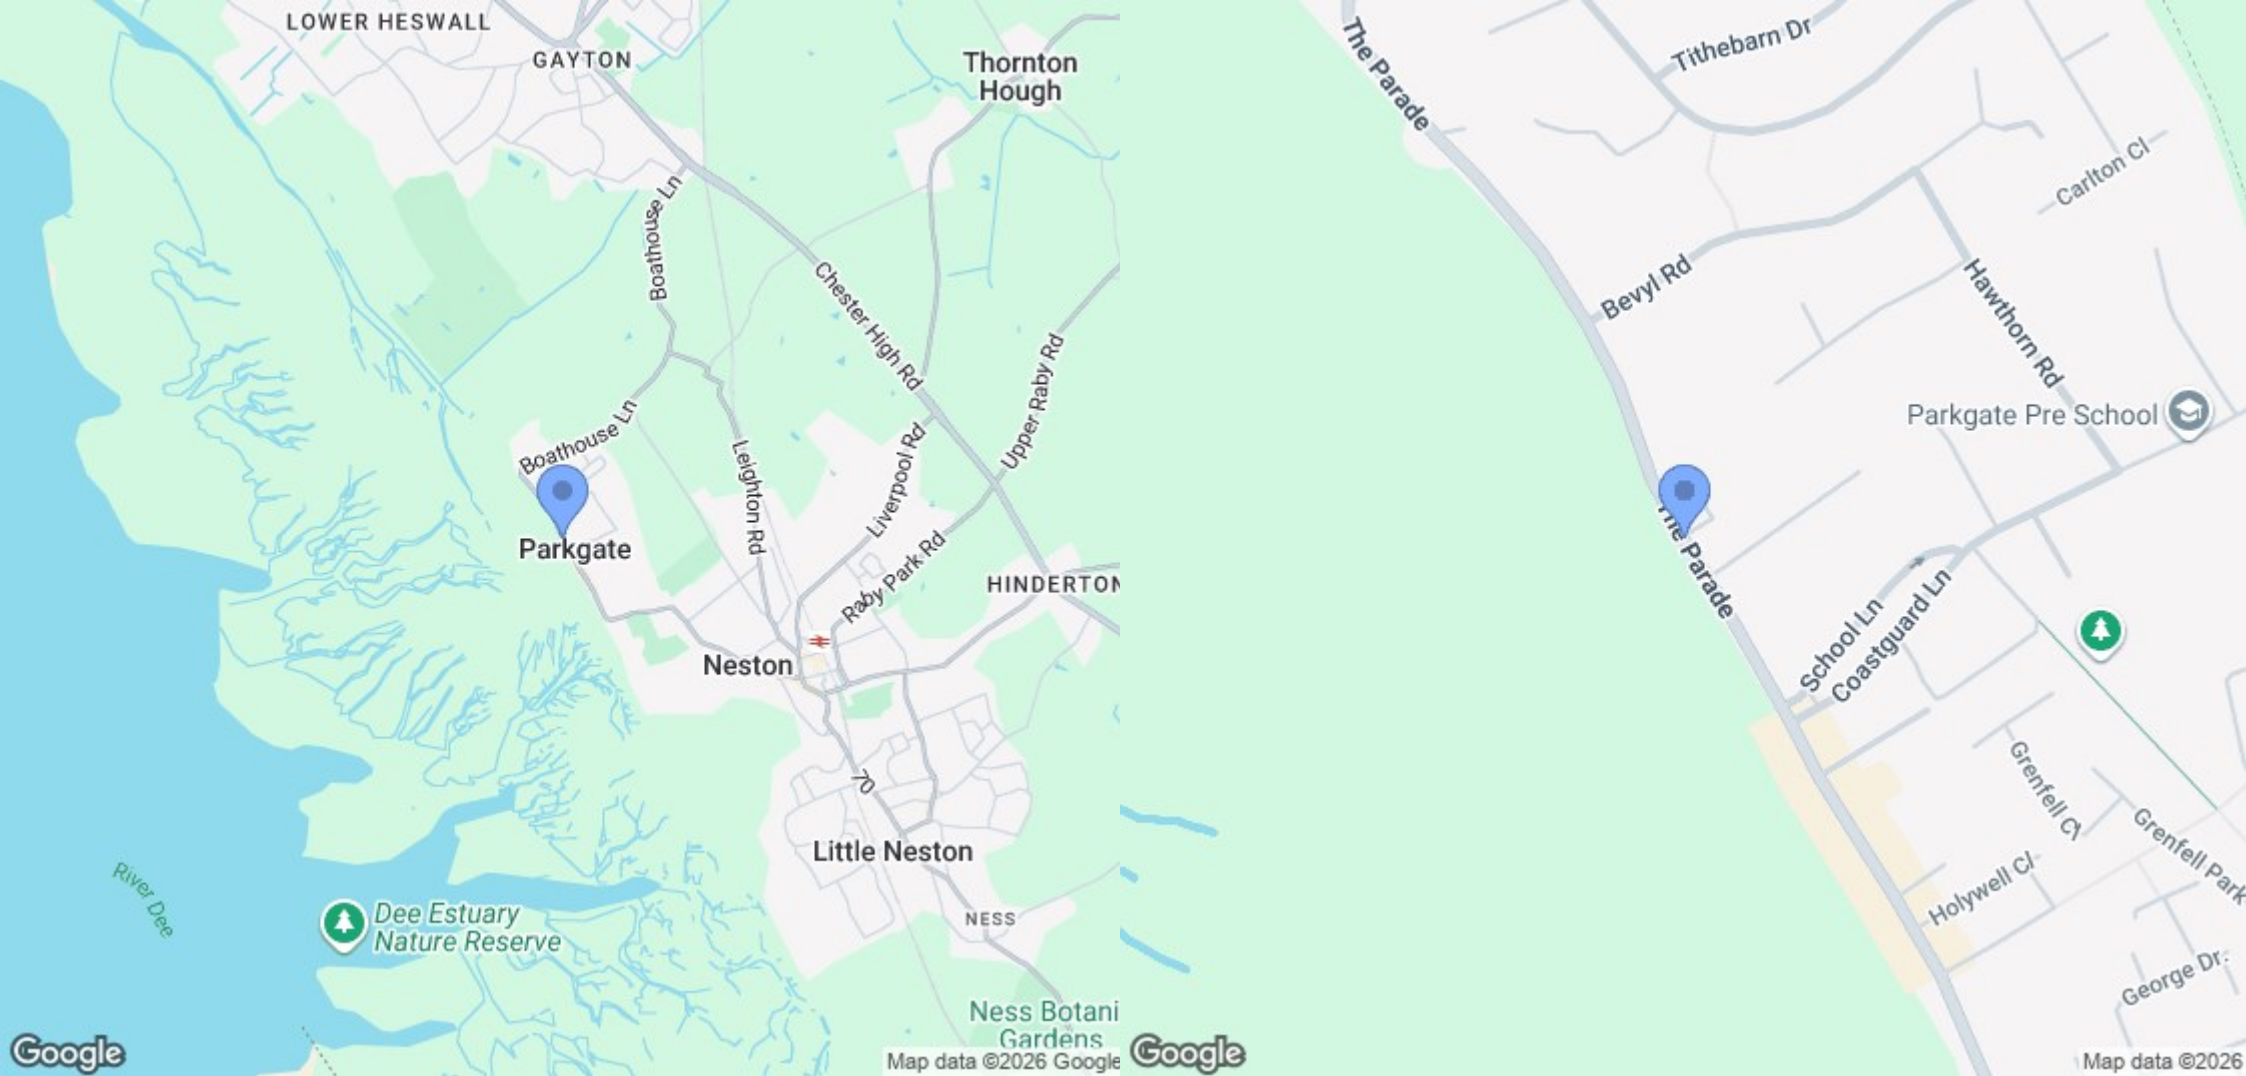 LOWER HESWALL
GAYTON
Thornton
Hough
Boathouse Ln
Chester High Rd
Upper Raby Rd
Boathouse Ln
Liverpool Rd
Leighton Rd
Parkgate
Raby Park Rd
HINDERTON
Neston
70
Little Neston
River Dee
Dee Estuary
Nature Reserve
NESS
Ness Botani
Gardens
Google
Map data ©2026 Google
The Parade
Tithebarn Dr
Carlton Cl
Bevyl Rd
Hawthorn Rd
Parkgate Pre School
The Parade
School Ln
Coastguard Ln
Grenfell Cl
Grenfell Park
Holywell Cl
George Dr.
Google
Map data ©2026